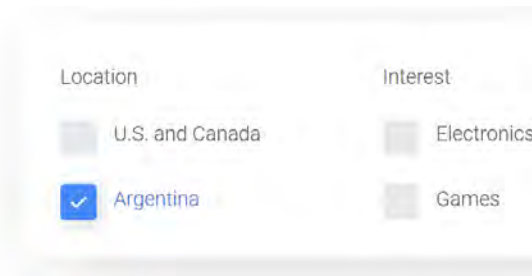 Location
U.S. and Canada
Argentina
Interest
Electronics
Games